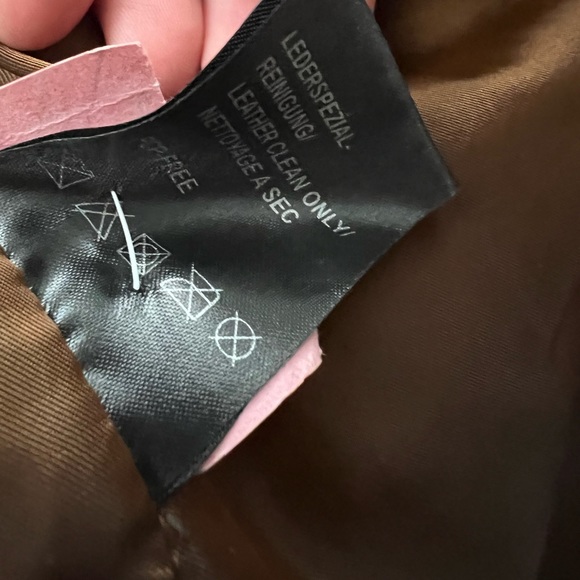 LEDERSPEZIAL-
REINIGUNG/
LEATHER CLEAN ONLY/
NETTOYAGE A SEC
FREE